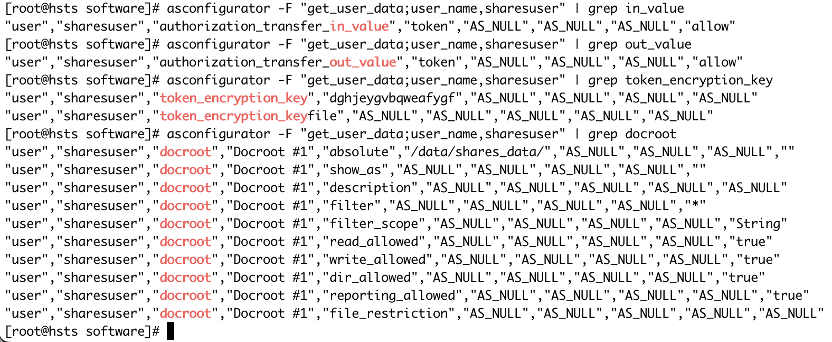 [root@hsts software]# asconfigurator -F "get_user_data;user_name,sharesuser" | grep in_value
"user","sharesuser","authorization_transfer_in_value","token","AS_NULL","AS_NULL","AS_NULL","allow"
[root@hsts software]# asconfigurator -F "get_user_data;user_name,sharesuser" | grep out_value
"user","sharesuser","authorization_transfer_out_value","token","AS_NULL","AS_NULL","AS_NULL","allow"
[root@hsts software]# asconfigurator -F "get_user_data;user_name,sharesuser" | grep token_encryption_key
"user","sharesuser","token_encryption_key","dghjeygvbqweafygf","AS_NULL","AS_NULL","AS_NULL","AS_NULL"
"user","sharesuser","token_encryption_keyfile","AS_NULL","AS_NULL","AS_NULL","AS_NULL","AS_NULL"
[root@hsts software]# asconfigurator -F "get_user_data;user_name,sharesuser" | grep docroot
"user","sharesuser","docroot","Docroot #1","absolute","/data/shares_data/","AS_NULL","AS_NULL","AS_NULL",""
"user","sharesuser","docroot","Docroot #1","show_as","AS_NULL","AS_NULL","AS_NULL","AS_NULL",""
"user","sharesuser","docroot","Docroot #1","description","AS_NULL","AS_NULL","AS_NULL","AS_NULL","AS_NULL"
"user","sharesuser","docroot","Docroot #1","filter","AS_NULL","AS_NULL","AS_NULL","AS_NULL","*"
"user","sharesuser","docroot","Docroot #1","filter_scope","AS_NULL","AS_NULL","AS_NULL","AS_NULL","String"
"user","sharesuser","docroot","Docroot #1","read_allowed","AS_NULL","AS_NULL","AS_NULL","AS_NULL","true"
"user","sharesuser","docroot","Docroot #1","write_allowed","AS_NULL","AS_NULL","AS_NULL","AS_NULL","true"
"user","sharesuser","docroot","Docroot #1","dir_allowed","AS_NULL","AS_NULL","AS_NULL","AS_NULL","true"
"user","sharesuser","docroot","Docroot #1","reporting_allowed","AS_NULL","AS_NULL","AS_NULL","AS_NULL","true"
"user","sharesuser","docroot","Docroot #1","file_restriction","AS_NULL","AS_NULL","AS_NULL","AS_NULL","AS_NULL"
[root@hsts software]#